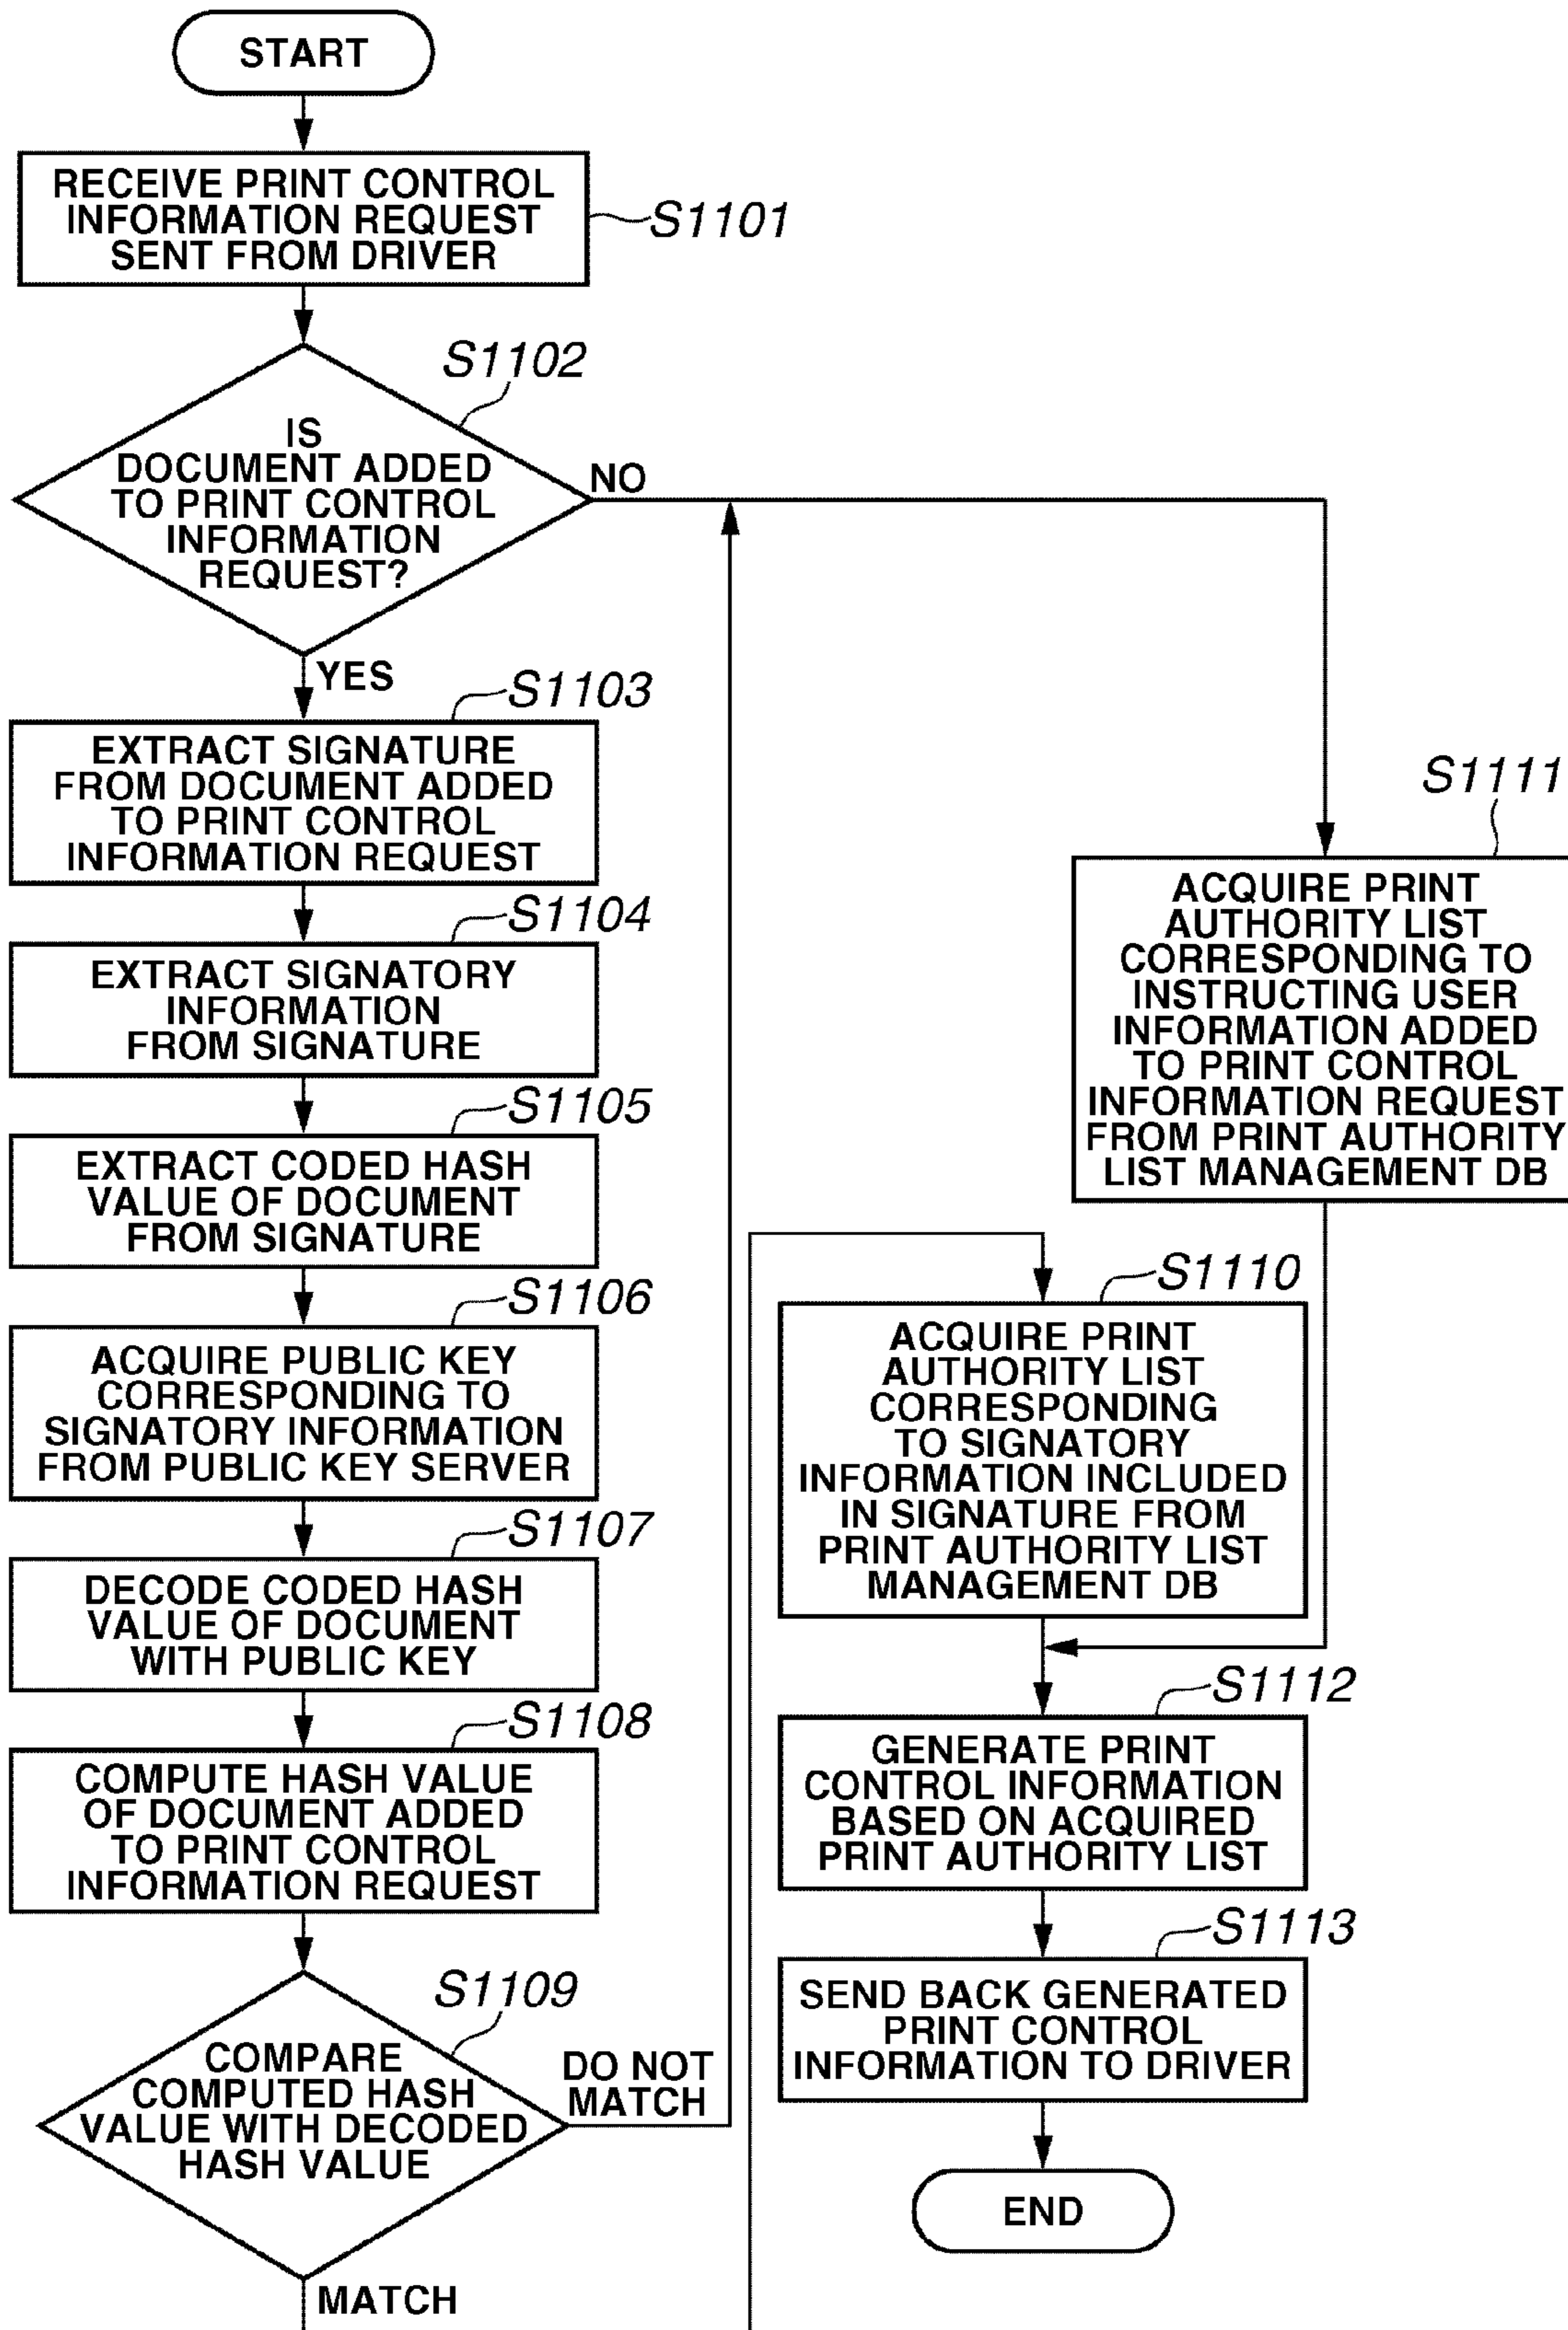 START
RECEIVE PRINT CONTROL
INFORMATION REQUEST
SENT FROM DRIVER
S1101
S1102
IS
DOCUMENT ADDED
TO PRINT CONTROL
INFORMATION
REQUEST?
NO
YES
S1103
EXTRACT SIGNATURE
FROM DOCUMENT ADDED
TO PRINT CONTROL
INFORMATION REQUEST
S1104
EXTRACT SIGNATORY
INFORMATION
FROM SIGNATURE
S1105
EXTRACT CODED HASH
VALUE OF DOCUMENT
FROM SIGNATURE
S1106
ACQUIRE PUBLIC KEY
CORRESPONDING TO
SIGNATORY INFORMATION
FROM PUBLIC KEY SERVER
S1107
DECODE CODED HASH
VALUE OF DOCUMENT
WITH PUBLIC KEY
S1108
COMPUTE HASH VALUE
OF DOCUMENT ADDED
TO PRINT CONTROL
INFORMATION REQUEST
S1109
COMPARE
COMPUTED HASH
VALUE WITH DECODED
HASH VALUE
DO NOT
MATCH
MATCH
S1111
ACQUIRE PRINT
AUTHORITY LIST
CORRESPONDING TO
INSTRUCTING USER
INFORMATION ADDED
TO PRINT CONTROL
INFORMATION REQUEST
FROM PRINT AUTHORITY
LIST MANAGEMENT DB
S1110
ACQUIRE PRINT
AUTHORITY LIST
CORRESPONDING
TO SIGNATORY
INFORMATION INCLUDED
IN SIGNATURE FROM
PRINT AUTHORITY LIST
MANAGEMENT DB
S1112
GENERATE PRINT
CONTROL INFORMATION
BASED ON ACQUIRED
PRINT AUTHORITY LIST
S1113
SEND BACK GENERATED
PRINT CONTROL
INFORMATION TO DRIVER
END